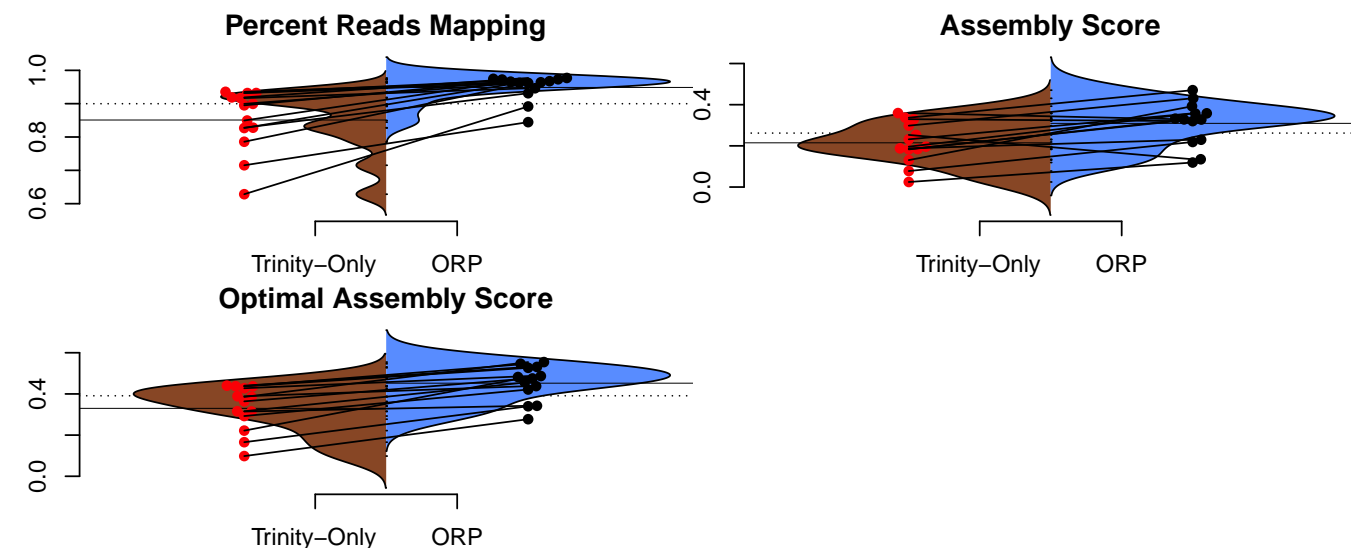 Percent Reads Mapping
1.0
0.8
0.6
Trinity−Only ORP
Assembly Score
0.4
0.0
Trinity−Only ORP
Optimal Assembly Score
0.4
0.0
Trinity−Only ORP